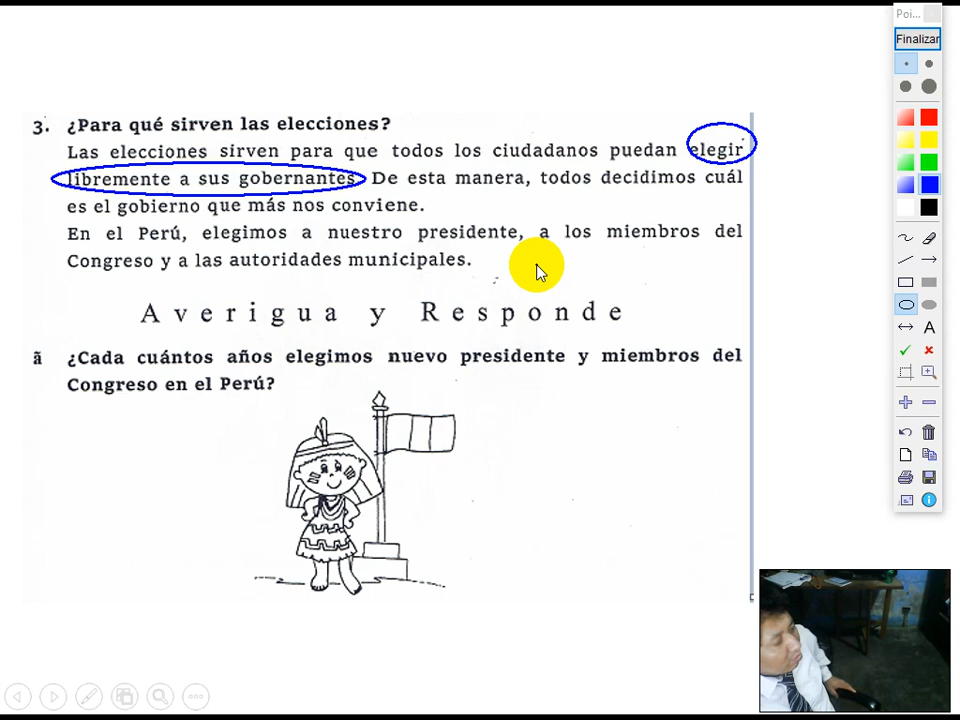 Poi...
Finalizar
3. ¿Para qué sirven las elecciones?
Las elecciones sirven para que todos los ciudadanos puedan elegir
libremente a sus gobernantes. De esta manera, todos decidimos cuál
es el gobierno que más nos conviene.
En el Perú, elegimos a nuestro presidente, a los miembros del
Congreso y a las autoridades municipales.
Averigua y Responde
ã ¿Cada cuántos años elegimos nuevo presidente y miembros del
Congreso en el Perú?
A